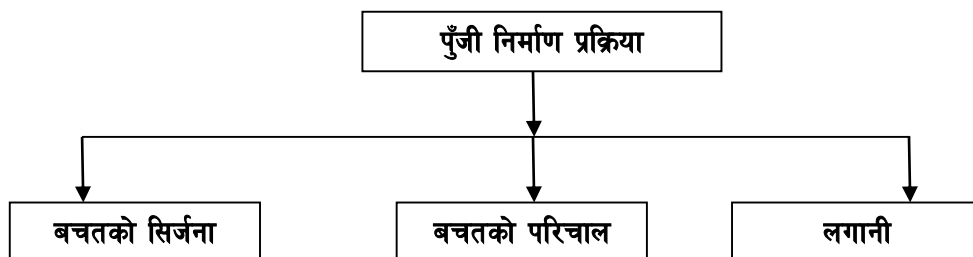 पुँजी निर्माण प्रक्रिया
बचतको सिर्जना
बचतको परिचाल
लगानी